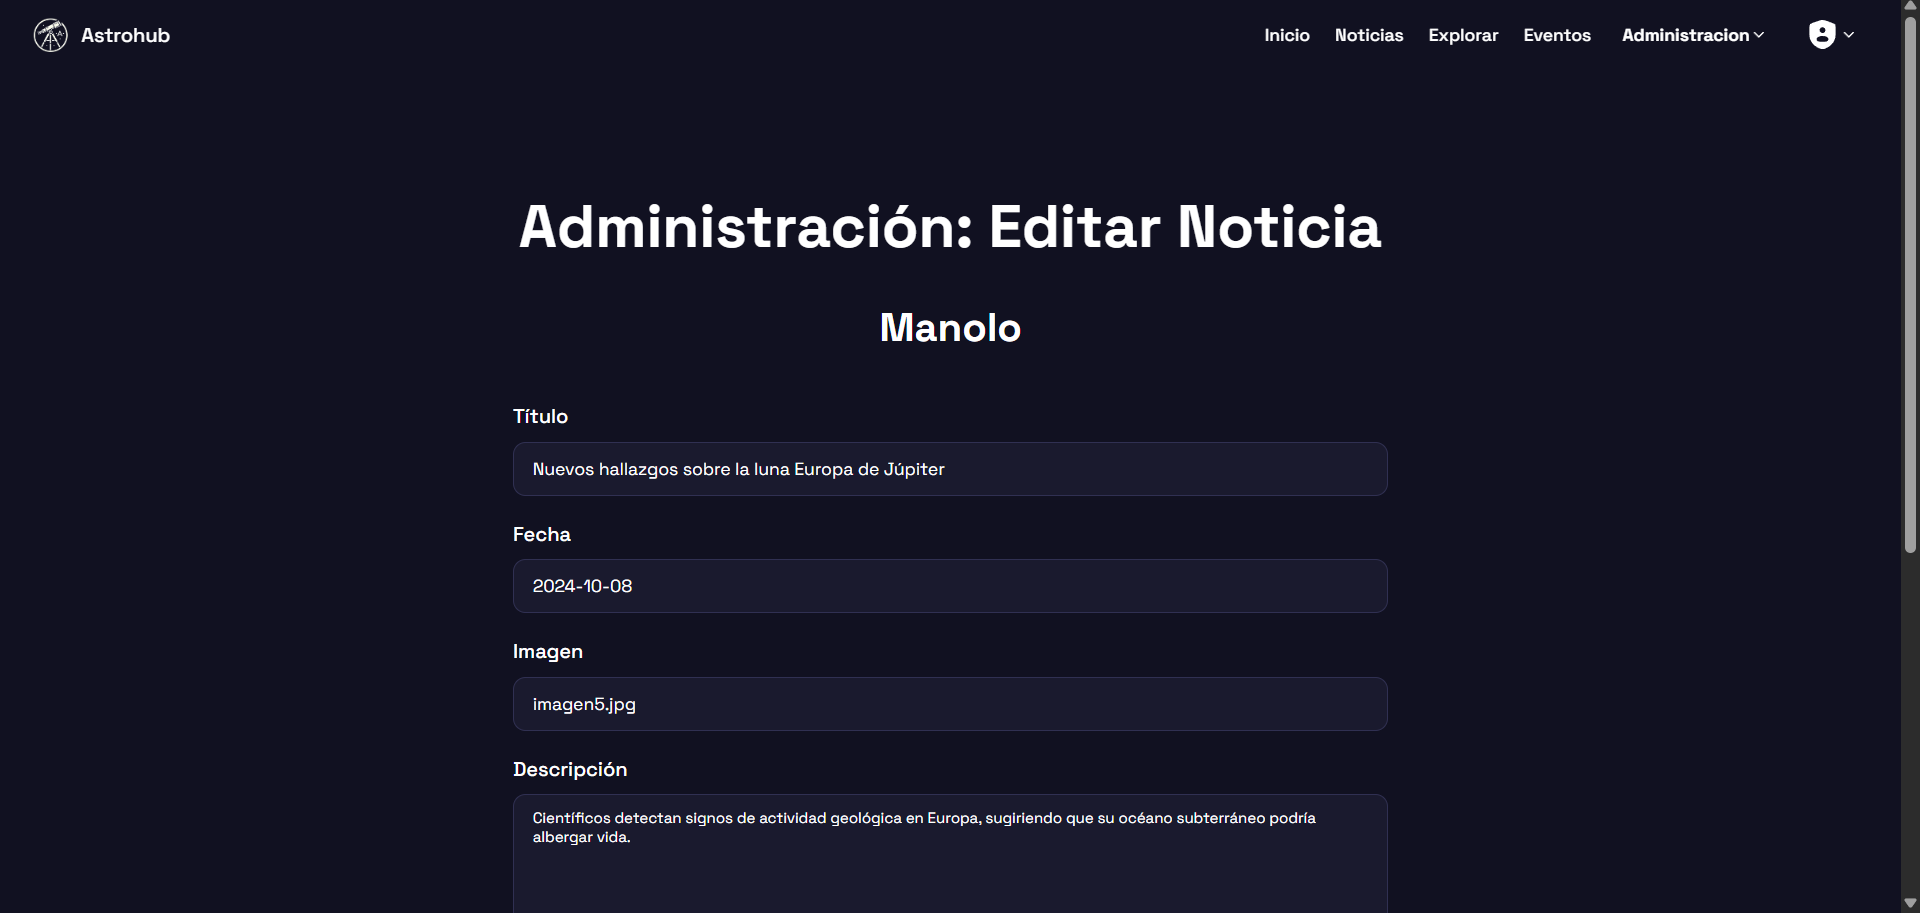 Astrohub
Inicio Noticias Explorar Eventos Administracion
Administración: Editar Noticia
Manolo
Título
Nuevos hallazgos sobre la luna Europa de Júpiter
Fecha
2024-10-08
Imagen
imagen5.jpg
Descripción
Científicos detectan signos de actividad geológica en Europa, sugiriendo que su océano subterráneo podría
albergar vida.